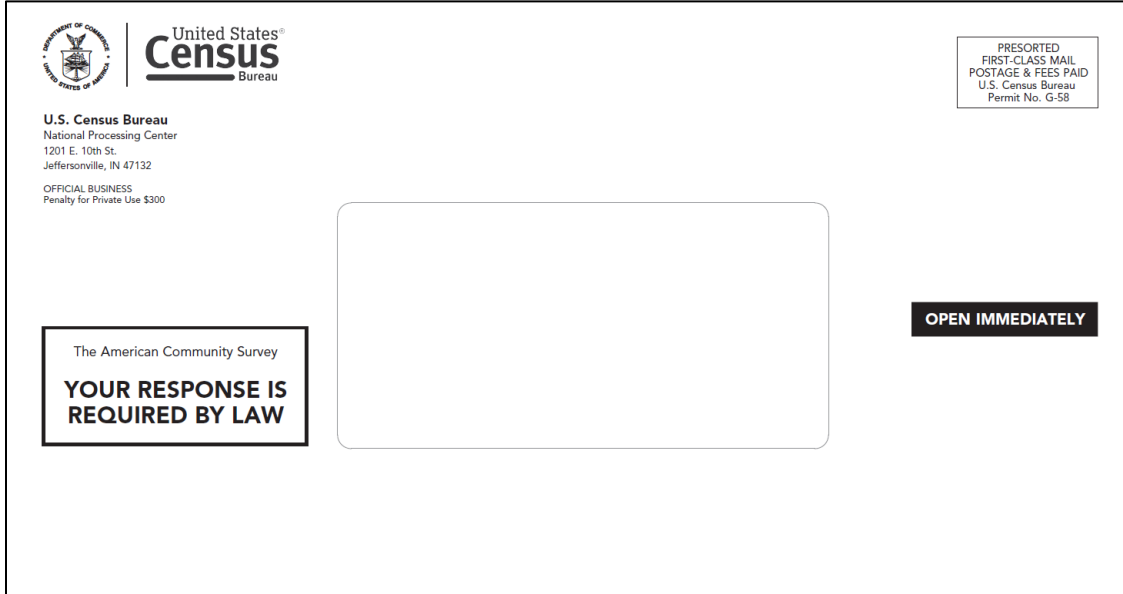 DEPARTMENT OF COMMERCE
UNITED STATES OF AMERICA
United States®
Census
Bureau
PRESORTED
FIRST-CLASS MAIL
POSTAGE & FEES PAID
U.S. Census Bureau
Permit No. G-58
U.S. Census Bureau
National Processing Center
1201 E. 10th St.
Jeffersonville, IN 47132
OFFICIAL BUSINESS
Penalty for Private Use $300
OPEN IMMEDIATELY
The American Community Survey
YOUR RESPONSE IS
REQUIRED BY LAW